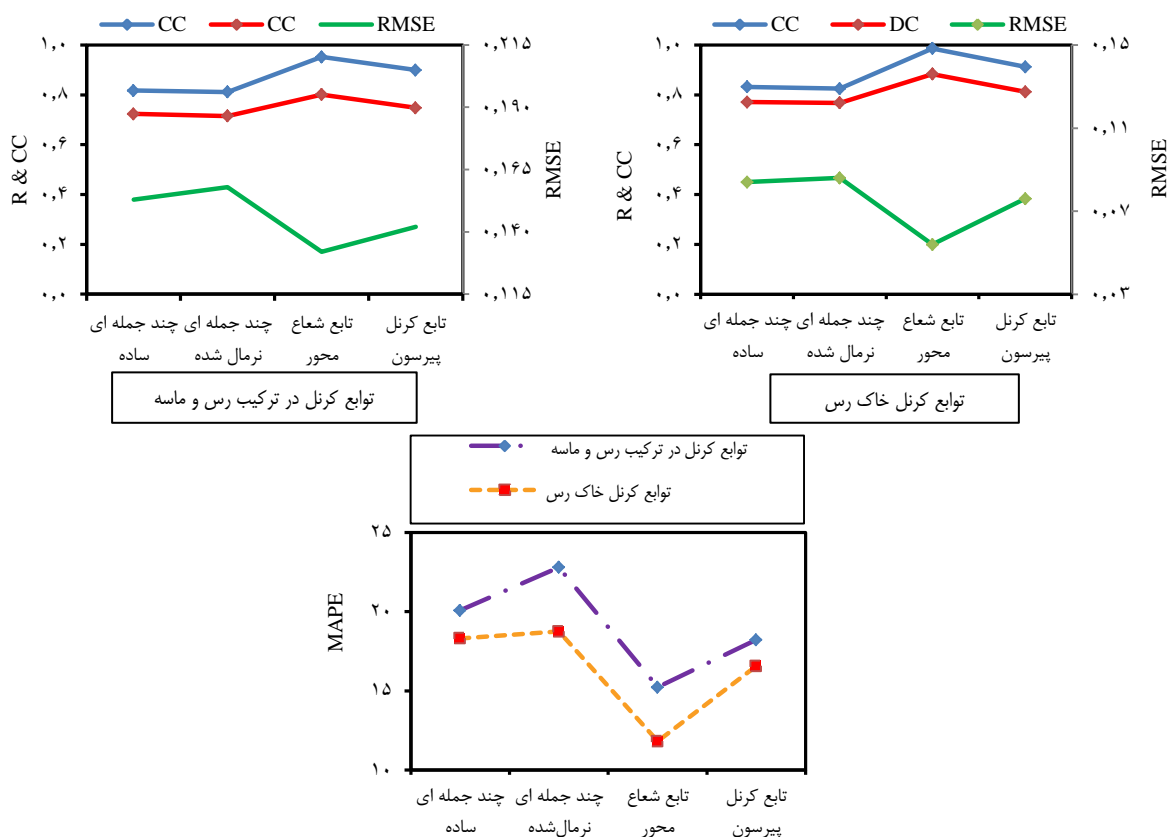 CC CC RMSE
۱٫۰
۰٫۸
۰٫۶
۰٫۴
۰٫۲
۰٫۰
R & CC
۰٫۲۱۵
۰٫۱۹۰
۰٫۱۶۵
۰٫۱۴۰
۰٫۱۱۵
RMSE
چند جمله ای
ساده
چند جمله ای
نرمال شده
تابع شعاع
محور
تابع کرنل
پیرسون
توابع کرنل در ترکیب رس و ماسه
CC DC RMSE
۱٫۰
۰٫۸
۰٫۶
۰٫۴
۰٫۲
۰٫۰
R & CC
۰٫۱۵
۰٫۱۱
۰٫۰۷
۰٫۰۳
RMSE
چند جمله ای
ساده
چند جمله ای
نرمال شده
تابع شعاع
محور
تابع کرنل
پیرسون
توابع کرنل خاک رس
توابع کرنل در ترکیب رس و ماسه
توابع کرنل خاک رس
۲۵
۲۰
۱۵
۱۰
MAPE
چند جمله ای
ساده
چند جمله ای
نرمال‌شده
تابع شعاع
محور
تابع کرنل
پیرسون